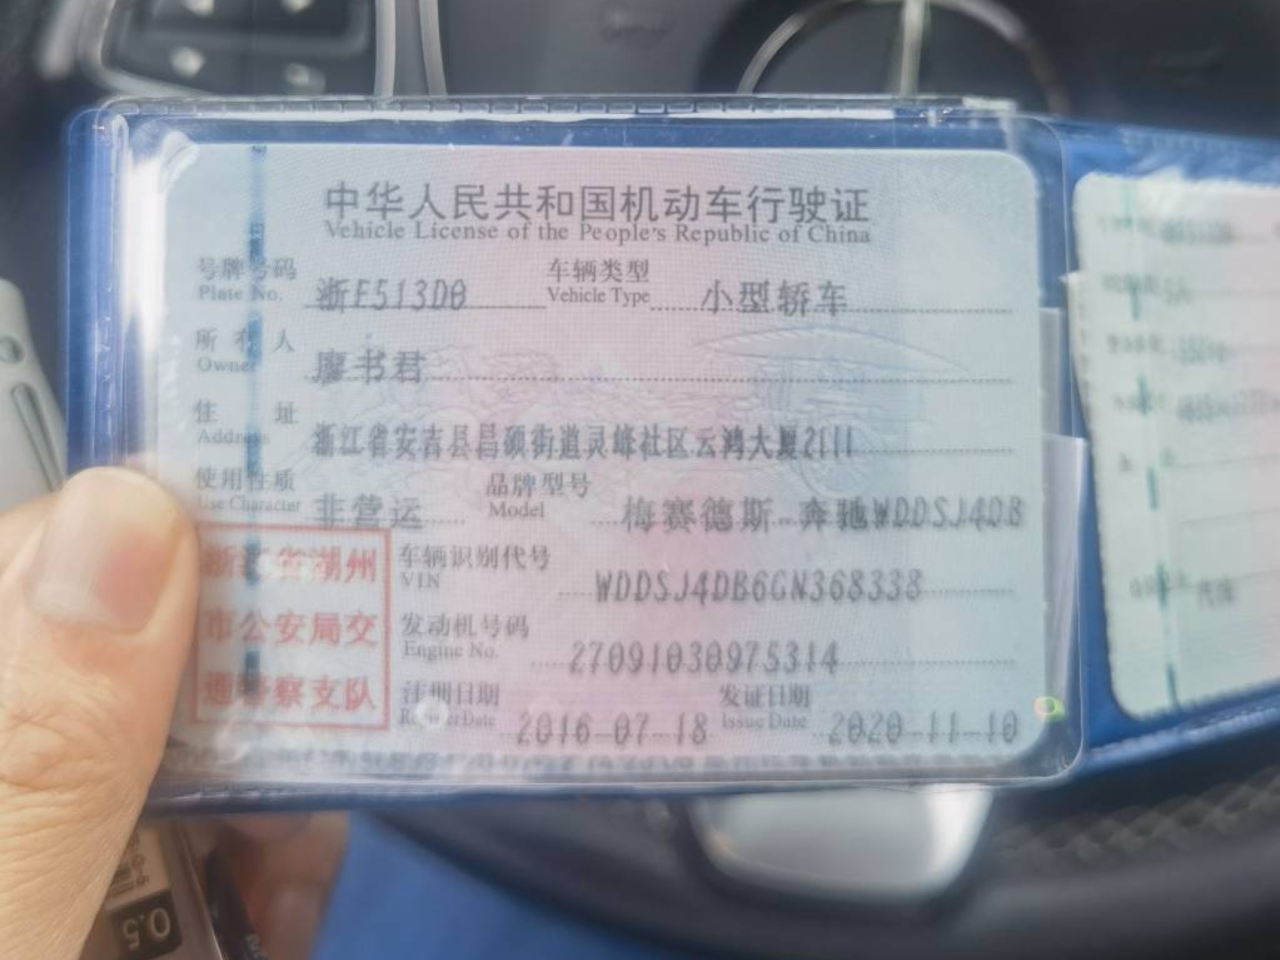 中华人民共和国机动车行驶证
Vehicle License of the People's Republic of China
号牌号码 浙E513D0 车辆类型 小型轿车
Plate No. Vehicle Type
所有人 廖书君
Owner
住址 浙江省安吉县昌硕街道灵峰社区云鸿大厦2111
Address
使用性质 非营运 品牌型号 梅赛德斯-奔驰WDDSJ4DB
Use Character Model
浙江省湖州
市公安局交
通警察支队
车辆识别代号 WDDSJ4DB6GN368338
VIN
发动机号码 27091030975314
Engine No.
注册日期 2016-07-18 发证日期 2020-11-10
Register Date Issue Date
0.5